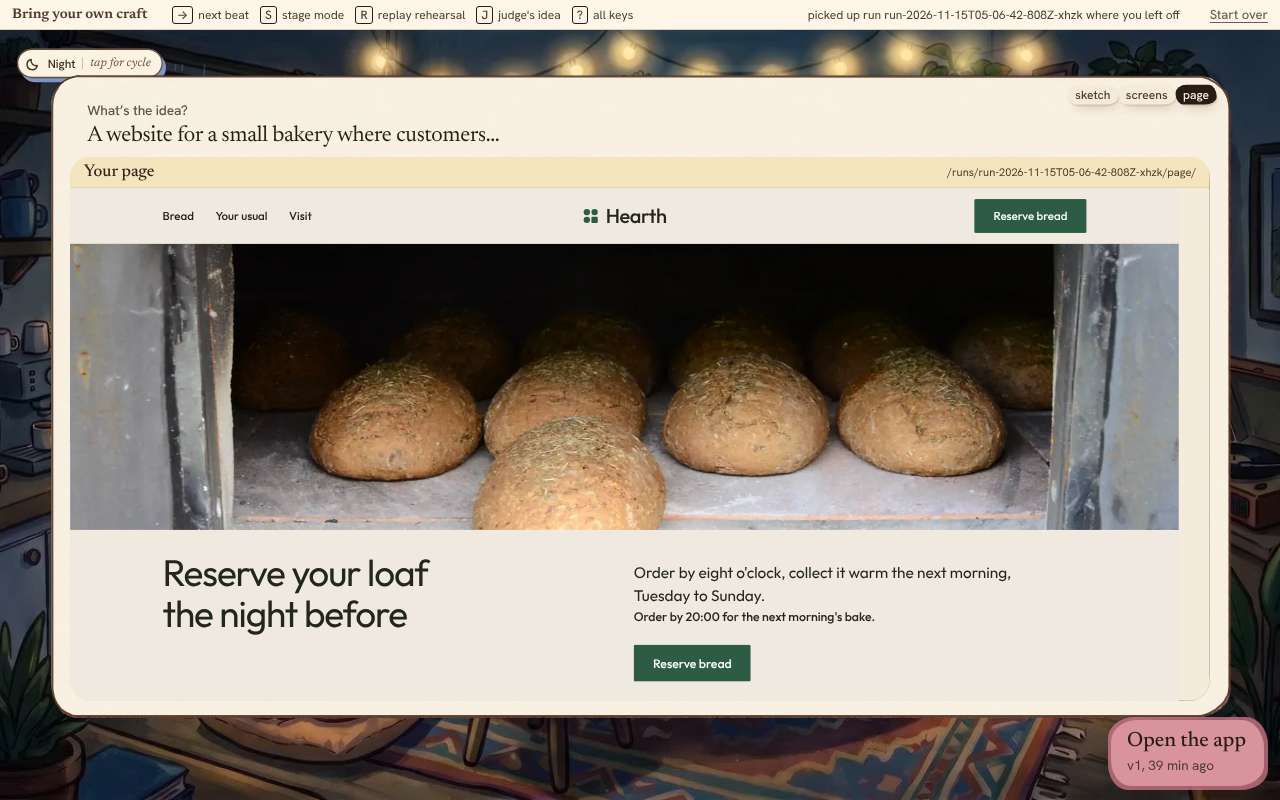 Bring your own craft → next beat S stage mode R replay rehearsal J judge's idea ? all keys picked up run run-2026-11-15T05-06-42-808Z-xhzk where you left off Start over
Night tap for cycle
sketch screens page
What's the idea?
A website for a small bakery where customers...
Your page /runs/run-2026-11-15T05-06-42-808Z-xhzk/page/
Bread Your usual Visit Hearth Reserve bread
Reserve your loaf
the night before
Order by eight o'clock, collect it warm the next morning,
Tuesday to Sunday.
Order by 20:00 for the next morning's bake.
Reserve bread
Open the app
v1, 39 min ago